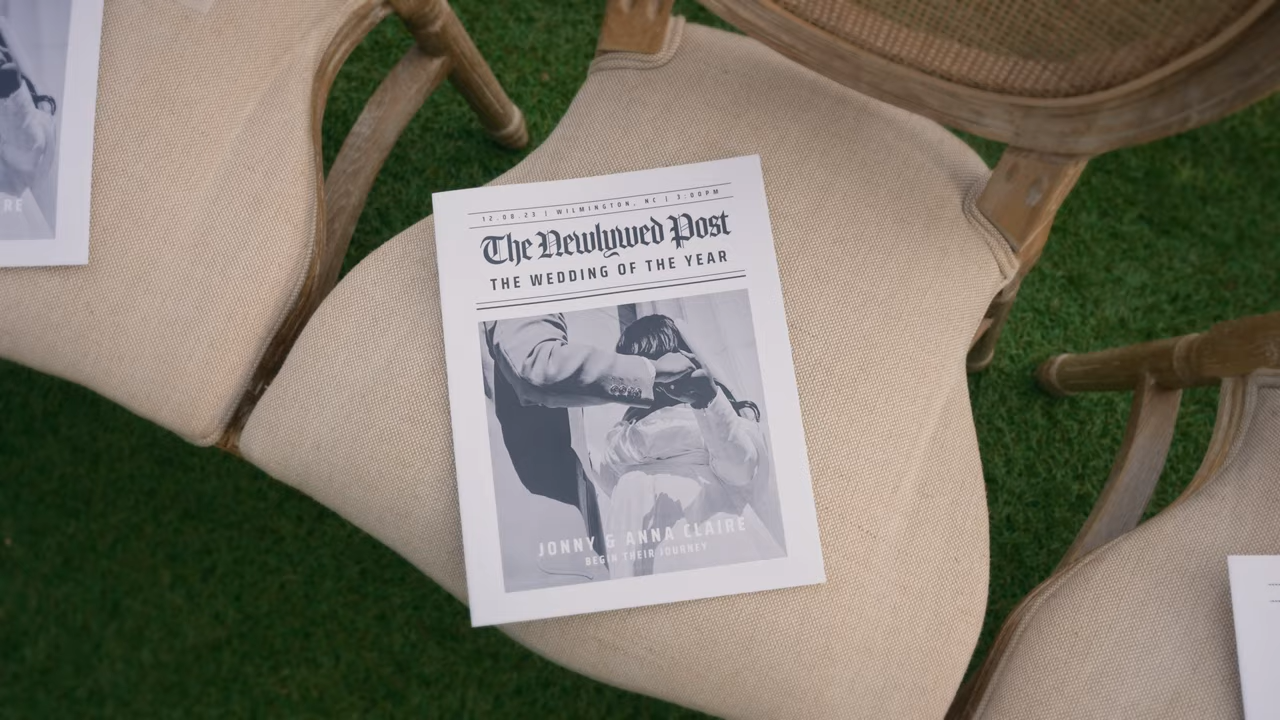 12.08.23 | WILMINGTON, NC | 3:00PM
The Newlywed Post
THE WEDDING OF THE YEAR
JONNY & ANNA CLAIRE
BEGIN THEIR JOURNEY
RE